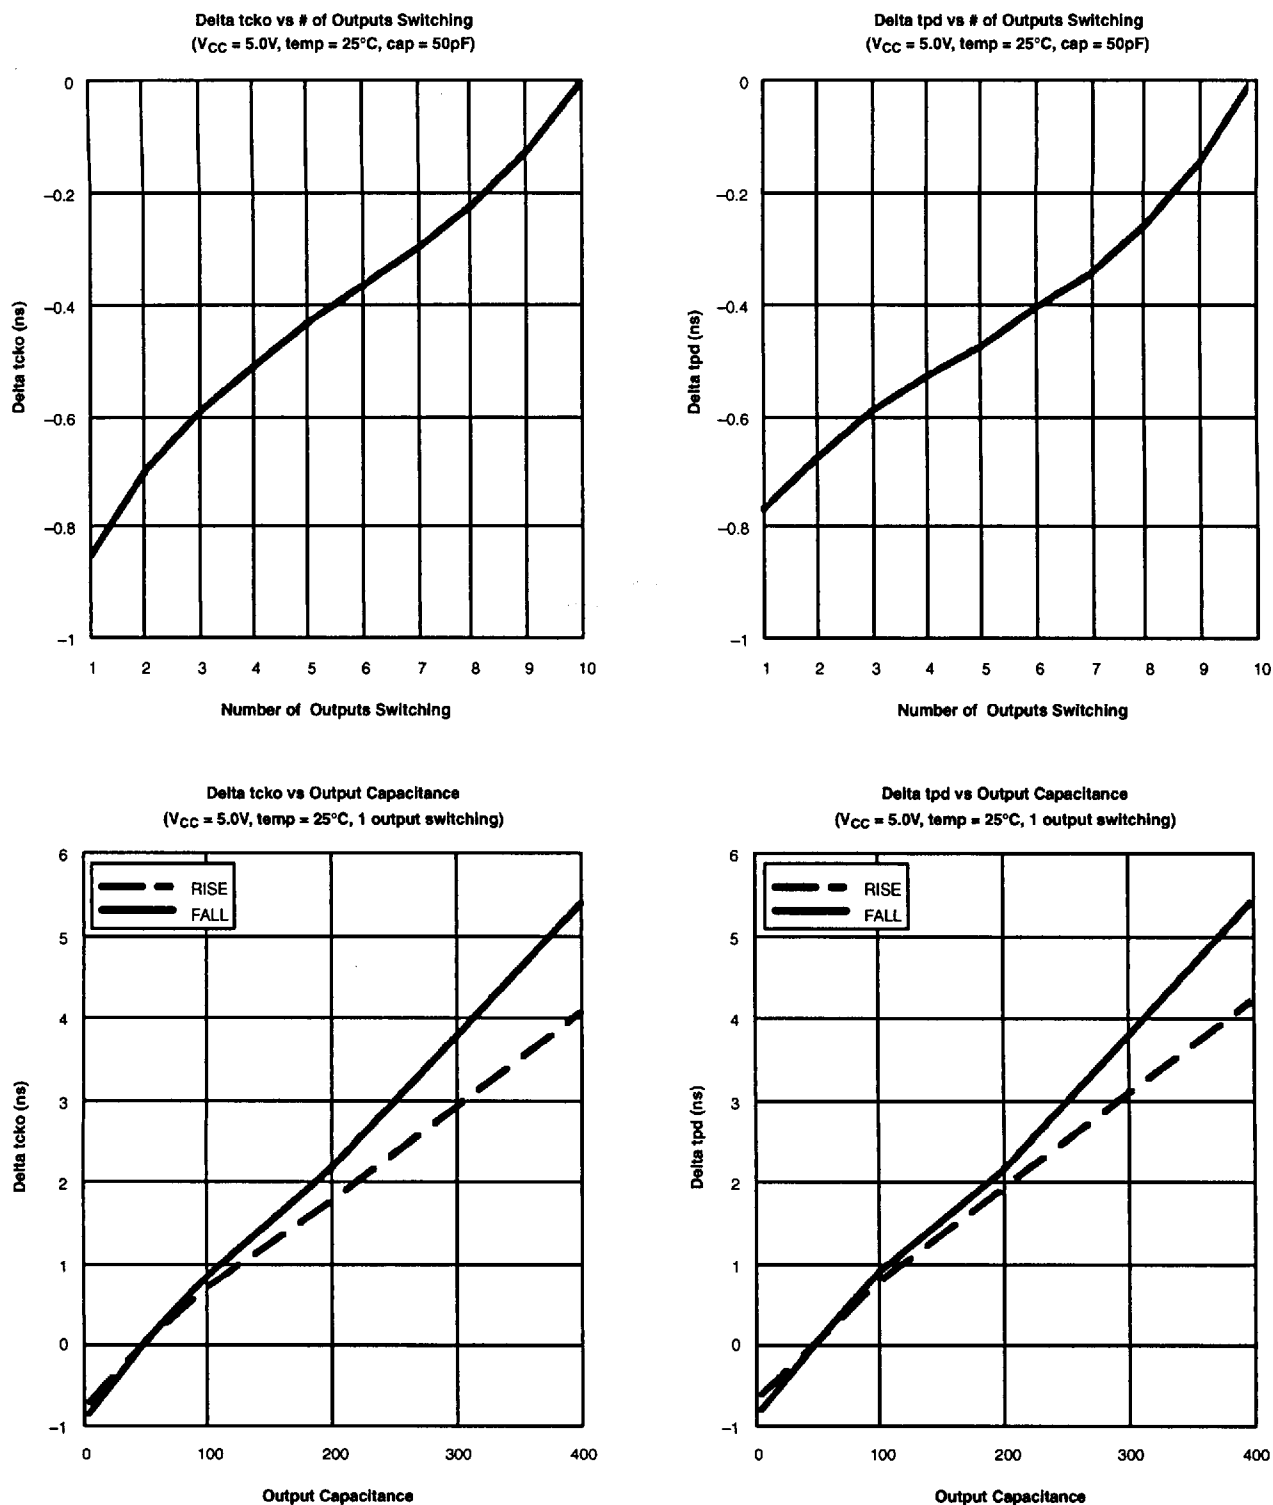 Delta tcko vs # of Outputs Switching
(VCC = 5.0V, temp = 25°C, cap = 50pF)
0
–0.2
–0.4
–0.6
–0.8
–1
Delta tcko (ns)
1 2 3 4 5 6 7 8 9 10
Number of Outputs Switching
Delta tpd vs # of Outputs Switching
(VCC = 5.0V, temp = 25°C, cap = 50pF)
0
–0.2
–0.4
–0.6
–0.8
–1
Delta tpd (ns)
1 2 3 4 5 6 7 8 9 10
Number of Outputs Switching
Delta tcko vs Output Capacitance
(VCC = 5.0V, temp = 25°C, 1 output switching)
RISE
FALL
6
5
4
3
2
1
0
–1
Delta tcko (ns)
0 100 200 300 400
Output Capacitance
Delta tpd vs Output Capacitance
(VCC = 5.0V, temp = 25°C, 1 output switching)
RISE
FALL
6
5
4
3
2
1
0
–1
Delta tpd (ns)
0 100 200 300 400
Output Capacitance